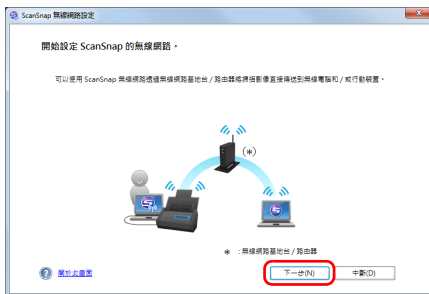 ScanSnap 無線網路設定
開始設定 ScanSnap 的無線網路。
可以使用 ScanSnap 無線網路透過無線網路基地台 / 路由器將掃描影像直接傳送到無線電腦和 / 或行動裝置。
(*)
* : 無線網路基地台 / 路由器
? 關於此畫面
下一步(N)
中斷(D)